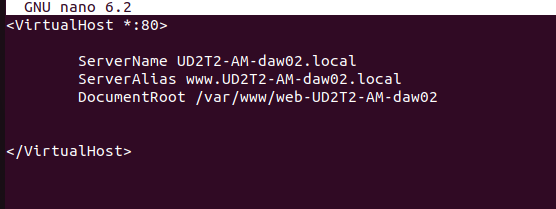 GNU nano 6.2
<VirtualHost *:80>
ServerName UD2T2-AM-daw02.local
ServerAlias www.UD2T2-AM-daw02.local
DocumentRoot /var/www/web-UD2T2-AM-daw02
</VirtualHost>